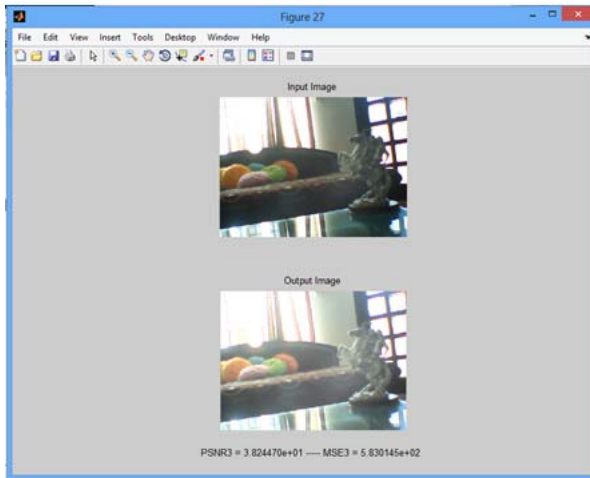 Figure 27
File Edit View Insert Tools Desktop Window Help
Input Image
Output Image
PSNR3 = 3.824470e+01 ---- MSE3 = 5.830145e+02